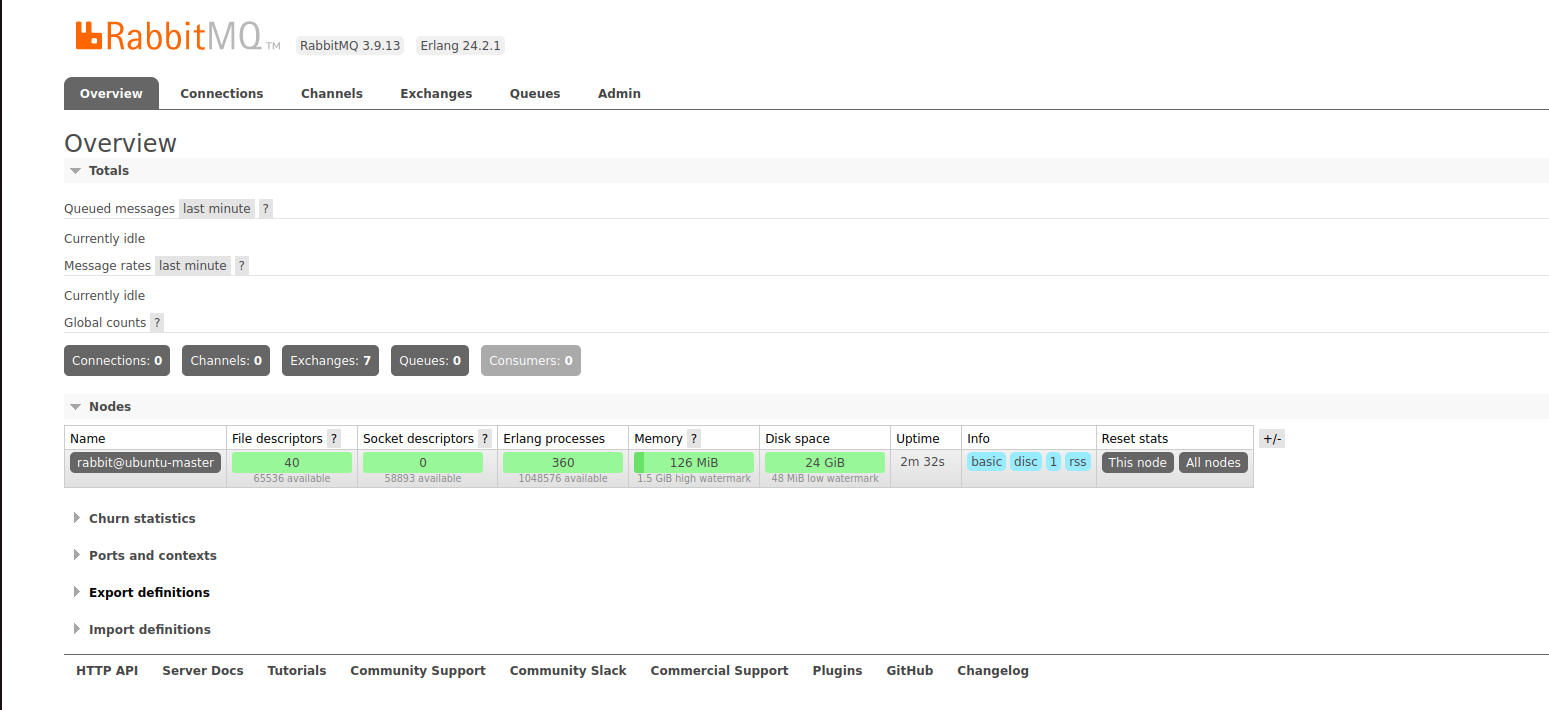 RabbitMQ TM RabbitMQ 3.9.13 Erlang 24.2.1
Overview Connections Channels Exchanges Queues Admin
Overview
Totals
Queued messages last minute ?
Currently idle
Message rates last minute ?
Currently idle
Global counts ?
Connections: 0 Channels: 0 Exchanges: 7 Queues: 0 Consumers: 0
Nodes
Name File descriptors ? Socket descriptors ? Erlang processes Memory ? Disk space Uptime Info Reset stats +/-
rabbit@ubuntu-master 40 0 360 126 MiB 24 GiB 2m 32s basic disc 1 rss This node All nodes
65536 available 58893 available 1048576 available 1.5 GiB high watermark 48 MiB low watermark
Churn statistics
Ports and contexts
Export definitions
Import definitions
HTTP API Server Docs Tutorials Community Support Community Slack Commercial Support Plugins GitHub Changelog